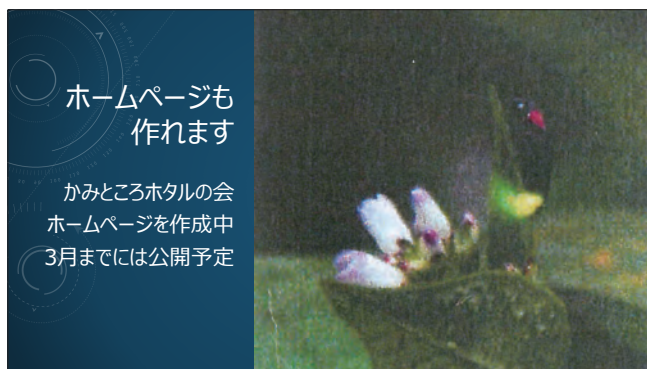 ホームページも
作れます
かみところホタルの会
ホームページを作成中
3月までには公開予定